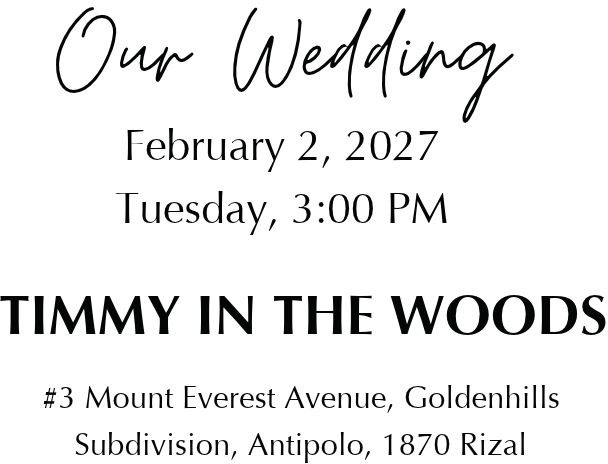 Our Wedding
February 2, 2027
Tuesday, 3:00 PM
TIMMY IN THE WOODS
#3 Mount Everest Avenue, Goldenhills
Subdivision, Antipolo, 1870 Rizal